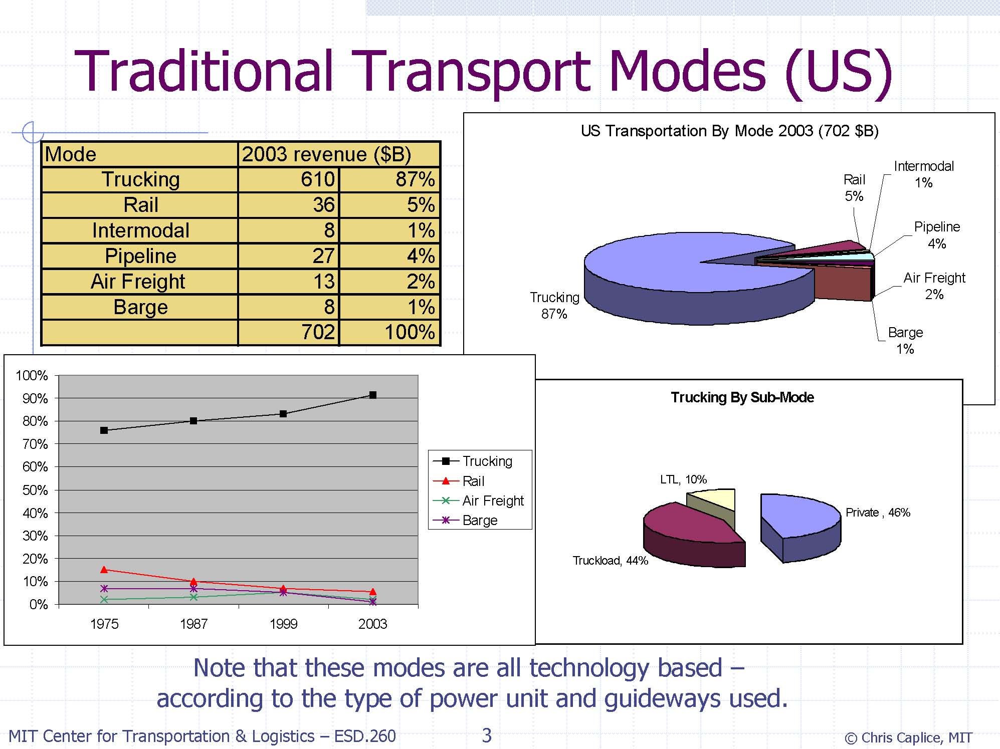 Traditional Transport Modes (US)
Mode 2003 revenue ($B)
Trucking 610 87%
Rail 36 5%
Intermodal 8 1%
Pipeline 27 4%
Air Freight 13 2%
Barge 8 1%
702 100%
US Transportation By Mode 2003 (702 $B)
Intermodal
1%
Rail
5%
Pipeline
4%
Air Freight
2%
Trucking
87%
Barge
1%
100%
90%
80%
70%
60%
50%
40%
30%
20%
10%
0%
1975 1987 1999 2003
Trucking
Rail
Air Freight
Barge
Trucking By Sub-Mode
LTL, 10%
Private , 46%
Truckload, 44%
Note that these modes are all technology based –
according to the type of power unit and guideways used.
MIT Center for Transportation & Logistics – ESD.260 3 © Chris Caplice, MIT